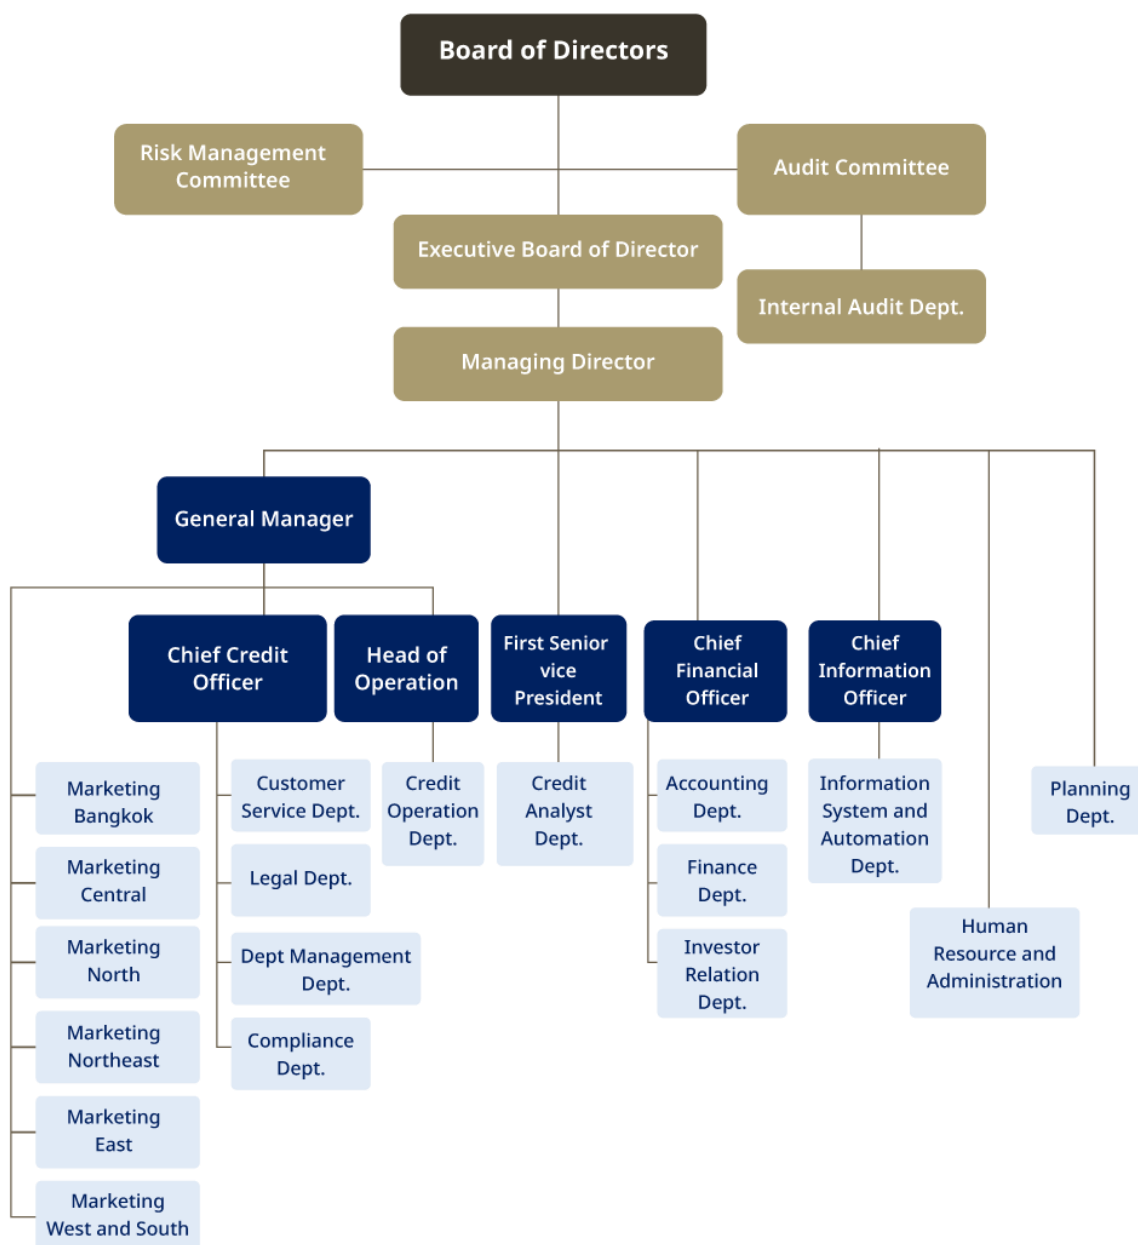 Board of Directors
Risk Management
Committee
Audit Committee
Executive Board of Director
Internal Audit Dept.
Managing Director
General Manager
Chief Credit
Officer
Head of
Operation
First Senior
vice
President
Chief
Financial
Officer
Chief
Information
Officer
Marketing
Bangkok
Marketing
Central
Marketing
North
Marketing
Northeast
Marketing
East
Marketing
West and South
Customer
Service Dept.
Legal Dept.
Dept Management
Dept.
Compliance
Dept.
Credit
Operation
Dept.
Credit
Analyst
Dept.
Accounting
Dept.
Finance
Dept.
Investor
Relation
Dept.
Information
System and
Automation
Dept.
Human
Resource and
Administration
Planning
Dept.